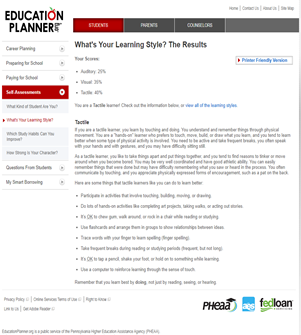 EDUCATION
PLANNER.org
Home | Contact Us | About Us | Site Map
STUDENTS
PARENTS
COUNSELORS
Career Planning
Preparing for School
Paying for School
Self Assessments
What Kind of Student Are You?
What's Your Learning Style?
Which Study Habits Can You
Improve?
How Strong is Your Character?
Questions From Students
My Smart Borrowing
What's Your Learning Style? The Results
Printer Friendly Version
Your Scores:
Auditory: 25%
Visual: 35%
Tactile: 40%
You are a Tactile learner! Check out the information below, or view all of the learning styles.
Tactile
If you are a tactile learner, you learn by touching and doing. You understand and remember things through physical
movement. You are a "hands-on" learner who prefers to touch, move, build, or draw what you learn, and you tend to learn
better when some type of physical activity is involved. You need to be active and take frequent breaks, you often speak
with your hands and with gestures, and you may have difficulty sitting still.
As a tactile learner, you like to take things apart and put things together, and you tend to find reasons to tinker or move
around when you become bored. You may be very well coordinated and have good athletic ability. You can easily
remember things that were done but may have difficulty remembering what you saw or heard in the process. You often
communicate by touching, and you appreciate physically expressed forms of encouragement, such as a pat on the back.
Here are some things that tactile learners like you can do to learn better:
Participate in activities that involve touching, building, moving, or drawing.
Do lots of hands-on activities like completing art projects, taking walks, or acting out stories.
It's OK to chew gum, walk around, or rock in a chair while reading or studying.
Use flashcards and arrange them in groups to show relationships between ideas.
Trace words with your finger to learn spelling (finger spelling).
Take frequent breaks during reading or studying periods (frequent, but not long).
It's OK to tap a pencil, shake your foot, or hold on to something while learning.
Use a computer to reinforce learning through the sense of touch.
Remember that you learn best by doing, not just by reading, seeing, or hearing.
Privacy Policy | Online Services Terms of Use | Right to Know
Link to Us | Get Adobe Reader
PHEAA
aes
fedloan
EducationPlanner.org is a public service of the Pennsylvania Higher Education Assistance Agency (PHEAA).